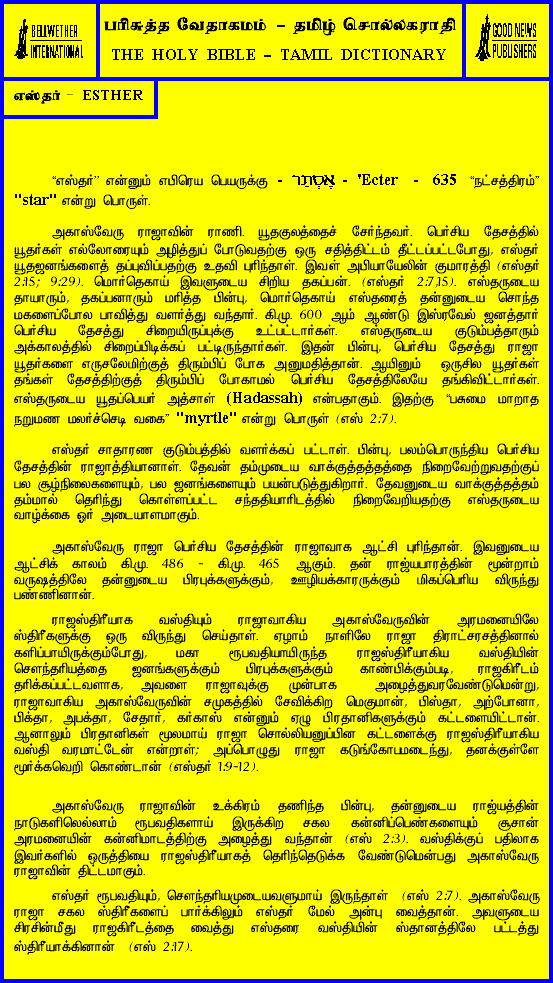 BELLWETHER
INTERNATIONAL
பரிசுத்த வேதாகமம் – தமிழ் சொல்லகராதி
THE HOLY BIBLE – TAMIL DICTIONARY
GOOD NEWS
PUBLISHERS
எஸ்தர் – ESTHER
“எஸ்தர்” என்னும் எபிரெய பெயருக்கு - אֶסְתֵּר - 'Ecter - 635 “நட்சத்திரம்”
"star" என்று பொருள்.
அகாஸ்வேரு ராஜாவின் ராணி. யூதகுலத்தைச் சேர்ந்தவர். பெர்சிய தேசத்தில்
யூதர்கள் எல்லோரையும் அழித்துப் போடுவதற்கு ஒரு சதித்திட்டம் தீட்டப்பட்டபோது, எஸ்தர்
யூதஜனங்களைத் தப்புவிப்பதற்கு உதவி புரிந்தாள். இவள் அபியாயேலின் குமாரத்தி (எஸ்தர்
2:15; 9:29). மொர்தெகாய் இவளுடைய சிறிய தகப்பன். (எஸ்தர் 2:7,15). எஸ்தருடைய
தாயாரும், தகப்பனாரும் மரித்த பின்பு, மொர்தெகாய் எஸ்தரைத் தன்னுடைய சொந்த
மகளைப்போல பாவித்து வளர்த்து வந்தார். கி.மு. 600 ஆம் ஆண்டு இஸ்ரவேல் ஜனத்தார்
பெர்சிய தேசத்து சிறையிருப்புக்கு உட்பட்டார்கள். எஸ்தருடைய குடும்பத்தாரும்
அக்காலத்தில் சிறைப்பிடிக்கப் பட்டிருந்தார்கள். இதன் பின்பு, பெர்சிய தேசத்து ராஜா
யூதர்களை எருசலேமிற்குத் திரும்பிப் போக அனுமதித்தான். ஆயினும் ஒருசில யூதர்கள்
தங்கள் தேசத்திற்குத் திரும்பிப் போகாமல் பெர்சிய தேசத்திலேயே தங்கிவிட்டார்கள்.
எஸ்தருடைய யூதப்பெயர் அத்சாள் (Hadassah) என்பதாகும். இதற்கு “பசுமை மாறாத
நறுமண மலர்ச்செடி வகை” "myrtle" என்று பொருள் (எஸ் 2:7).
எஸ்தர் சாதாரண குடும்பத்தில் வளர்க்கப் பட்டாள். பின்பு, பலம்பொருந்திய பெர்சிய
தேசத்தின் ராஜாத்தியானாள். தேவன் தம்முடைய வாக்குத்தத்தத்தை நிறைவேற்றுவதற்குப்
பல சூழ்நிலைகளையும், பல ஜனங்களையும் பயன்படுத்துகிறார். தேவனுடைய வாக்குத்தத்தம்
தம்மால் தெரிந்து கொள்ளப்பட்ட சந்ததியாரிடத்தில் நிறைவேறியதற்கு எஸ்தருடைய
வாழ்க்கை ஓர் அடையாளமாகும்.
அகாஸ்வேரு ராஜா பெர்சிய தேசத்தின் ராஜாவாக ஆட்சி புரிந்தான். இவனுடைய
ஆட்சிக் காலம் கி.மு. 486 - கி.மு. 465 ஆகும். தன் ராஜ்யபாரத்தின் மூன்றாம்
வருஷத்திலே தன்னுடைய பிரபுக்களுக்கும், ஊழியக்காரருக்கும் மிகப்பெரிய விருந்து
பண்ணினான்.
ராஜஸ்திரீயாக வஸ்தியும் ராஜாவாகிய அகாஸ்வேருவின் அரமனையிலே
ஸ்திரீகளுக்கு ஒரு விருந்து செய்தாள். ஏழாம் நாளிலே ராஜா திராட்சரசத்தினால்
களிப்பாயிருக்கும்போது, மகா ரூபவதியாயிருந்த ராஜஸ்திரீயாகிய வஸ்தியின்
சௌந்தரியத்தை ஜனங்களுக்கும் பிரபுக்களுக்கும் காண்பிக்கும்படி, ராஜகிரீடம்
தரிக்கப்பட்டவளாக, அவளை ராஜாவுக்கு முன்பாக அழைத்துவரவேண்டுமென்று,
ராஜாவாகிய அகாஸ்வேருவின் சமுகத்தில் சேவிக்கிற மெகுமான், பிஸ்தா, அற்போனா,
பிக்தா, அபக்தா, சேதார், கர்காஸ் என்னும் ஏழு பிரதானிகளுக்கும் கட்டளையிட்டான்.
ஆனாலும் பிரதானிகள் மூலமாய் ராஜா சொல்லியனுப்பின கட்டளைக்கு ராஜஸ்திரீயாகிய
வஸ்தி வரமாட்டேன் என்றாள்; அப்பொழுது ராஜா கடுங்கோபமடைந்து, தனக்குள்ளே
மூர்க்கவெறி கொண்டான் (எஸ்தர் 1:9-12).
அகாஸ்வேரு ராஜாவின் உக்கிரம் தணிந்த பின்பு, தன்னுடைய ராஜ்யத்தின்
நாடுகளிலெல்லாம் ரூபவதிகளாய் இருக்கிற சகல கன்னிப்பெண்களையும் சூசான்
அரமனையின் கன்னிமாடத்திற்கு அழைத்து வந்தான் (எஸ் 2:3). வஸ்திக்குப் பதிலாக
இவர்களில் ஒருத்தியை ராஜஸ்திரீயாகத் தெரிந்தெடுக்க வேண்டுமென்பது அகாஸ்வேரு
ராஜாவின் திட்டமாகும்.
எஸ்தர் ரூபவதியும், சௌந்தரியமுடையவளுமாய் இருந்தாள் (எஸ் 2:7). அகாஸ்வேரு
ராஜா சகல ஸ்திரீகளைப் பார்க்கிலும் எஸ்தர் மேல் அன்பு வைத்தான். அவளுடைய
சிரசின்மீது ராஜகிரீடத்தை வைத்து எஸ்தரை வஸ்தியின் ஸ்தானத்திலே பட்டத்து
ஸ்திரீயாக்கினான் (எஸ் 2:17).